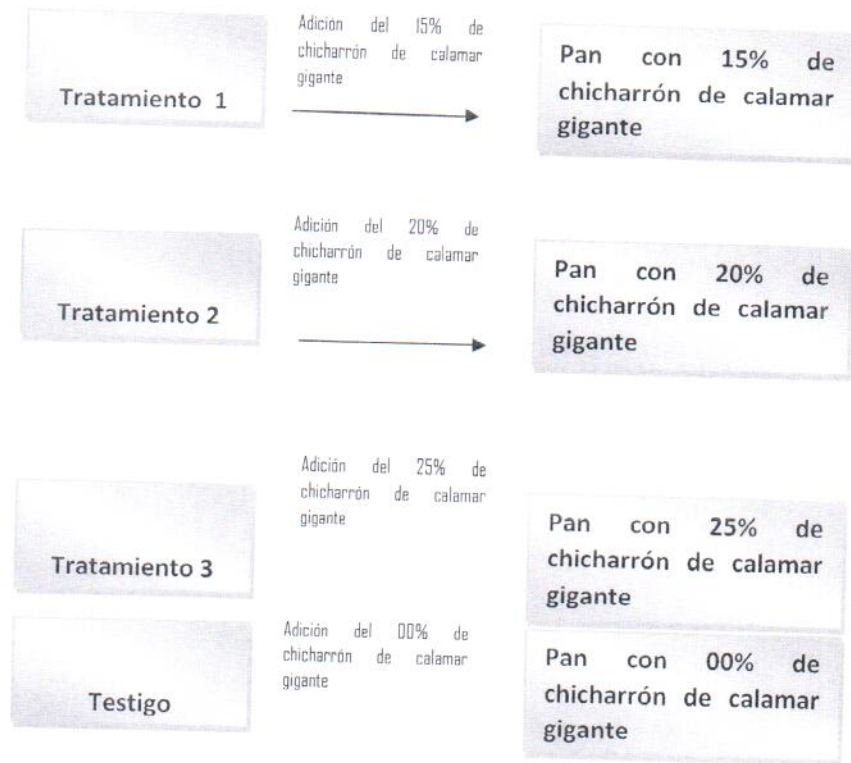 Tratamiento 1
Adición del 15% de
chicharrón de calamar
gigante
Pan con 15% de
chicharrón de calamar
gigante
Tratamiento 2
Adición del 20% de
chicharrón de calamar
gigante
Pan con 20% de
chicharrón de calamar
gigante
Tratamiento 3
Adición del 25% de
chicharrón de calamar
gigante
Pan con 25% de
chicharrón de calamar
gigante
Testigo
Adición del 00% de
chicharrón de calamar
gigante
Pan con 00% de
chicharrón de calamar
gigante